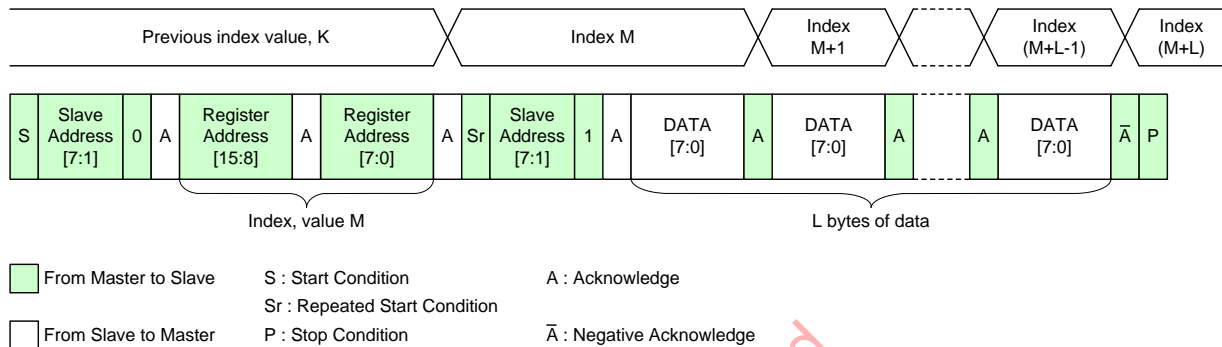 Previous index value, K
Index M
Index
M+1
Index
(M+L-1)
Index
(M+L)
S
Slave
Address
[7:1]
0
A
Register
Address
[15:8]
A
Register
Address
[7:0]
A
Sr
Slave
Address
[7:1]
1
A
DATA
[7:0]
A
DATA
[7:0]
A
A
DATA
[7:0]
A̅
P
Index, value M
L bytes of data
From Master to Slave
S : Start Condition
A : Acknowledge
Sr : Repeated Start Condition
From Slave to Master
P : Stop Condition
A̅ : Negative Acknowledge